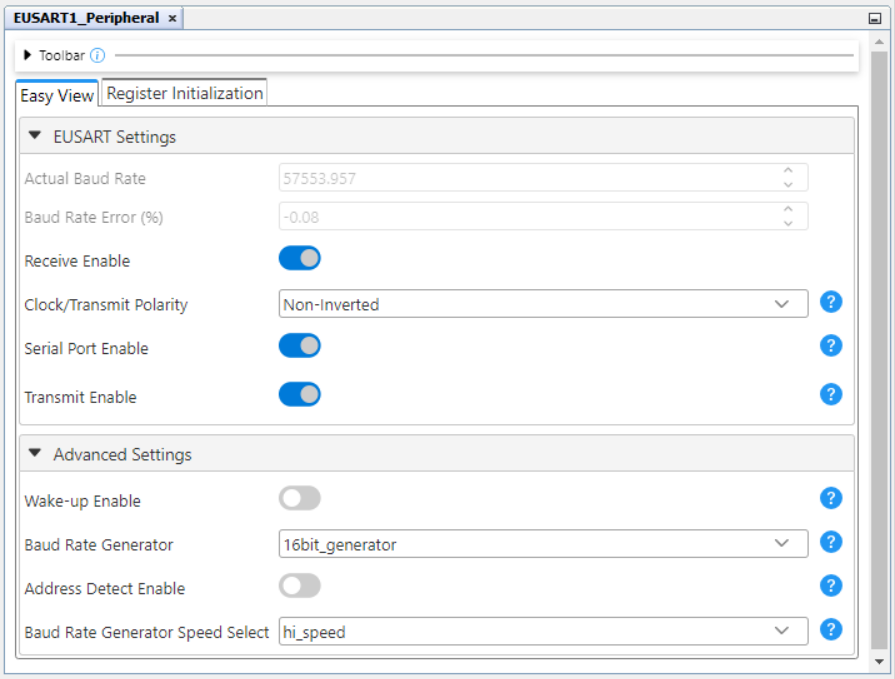 EUSART1_Peripheral ×
Toolbar i
Easy View Register Initialization
EUSART Settings
Actual Baud Rate 57553.957
Baud Rate Error (%) -0.08
Receive Enable
Clock/Transmit Polarity Non-Inverted ?
Serial Port Enable ?
Transmit Enable ?
Advanced Settings
Wake-up Enable ?
Baud Rate Generator 16bit_generator ?
Address Detect Enable ?
Baud Rate Generator Speed Select hi_speed ?